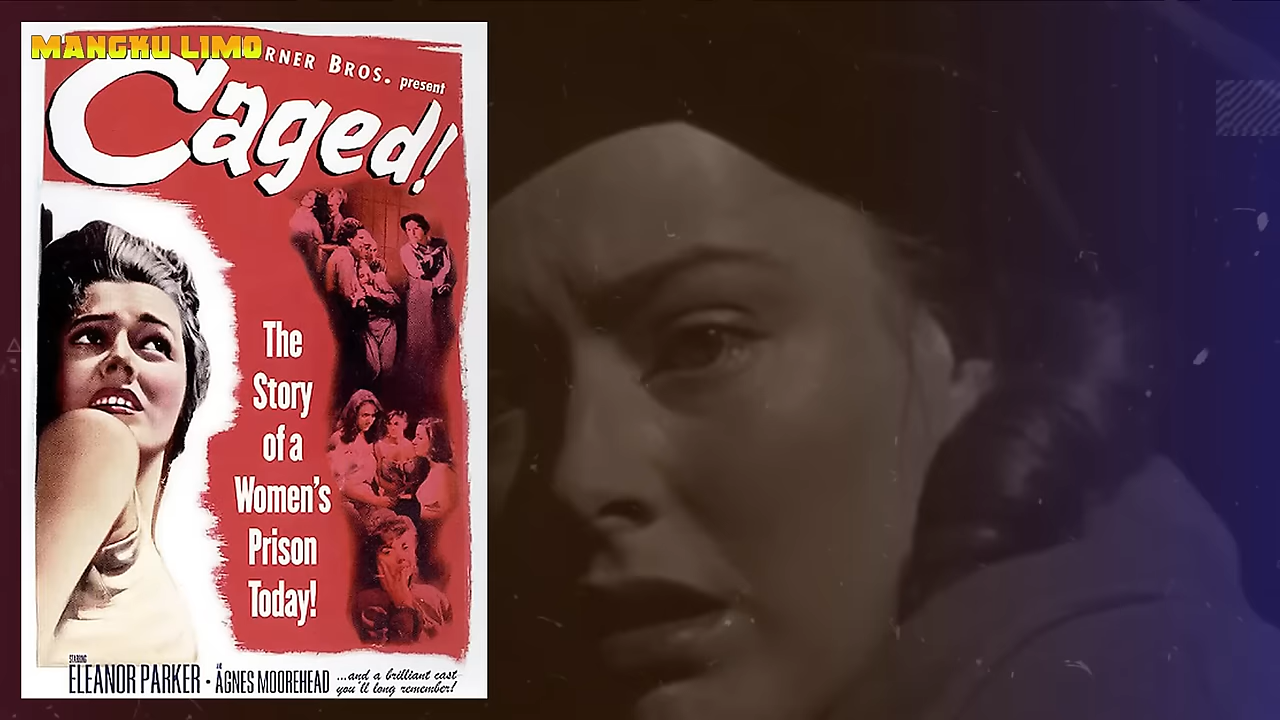 MANGKU LIMO
RNER BROS. present
Caged!
The
Story
of a
Women's
Prison
Today!
STARRING
ELEANOR PARKER • AGNES MOOREHEAD
...and a brilliant cast
you'll long remember!